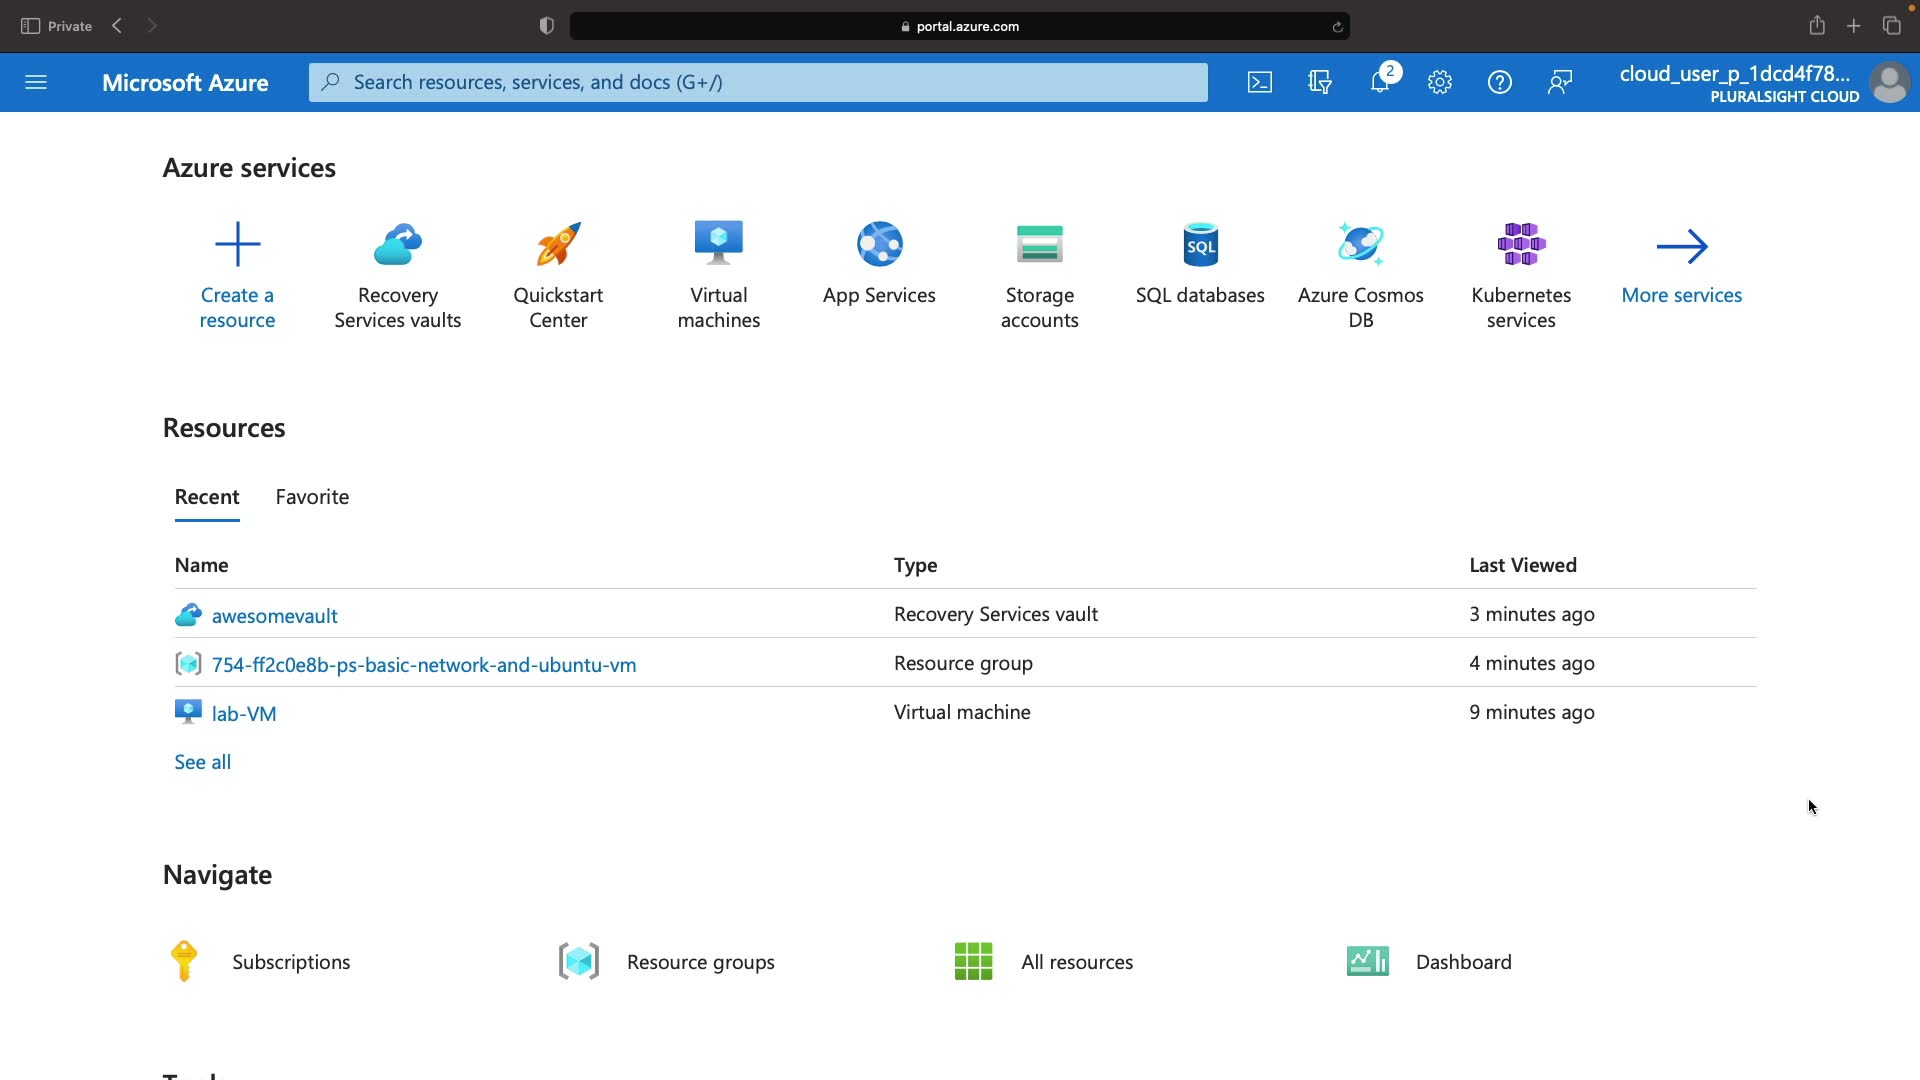 Private
portal.azure.com
Microsoft Azure
Search resources, services, and docs (G+/)
2
cloud_user_p_1dcd4f78...
PLURALSIGHT CLOUD
Azure services
Create a
resource
Recovery
Services vaults
Quickstart
Center
Virtual
machines
App Services
Storage
accounts
SQL
SQL databases
Azure Cosmos
DB
Kubernetes
services
More services
Resources
Recent Favorite
Name Type Last Viewed
awesomevault Recovery Services vault 3 minutes ago
754-ff2c0e8b-ps-basic-network-and-ubuntu-vm Resource group 4 minutes ago
lab-VM Virtual machine 9 minutes ago
See all
Navigate
Subscriptions Resource groups All resources Dashboard